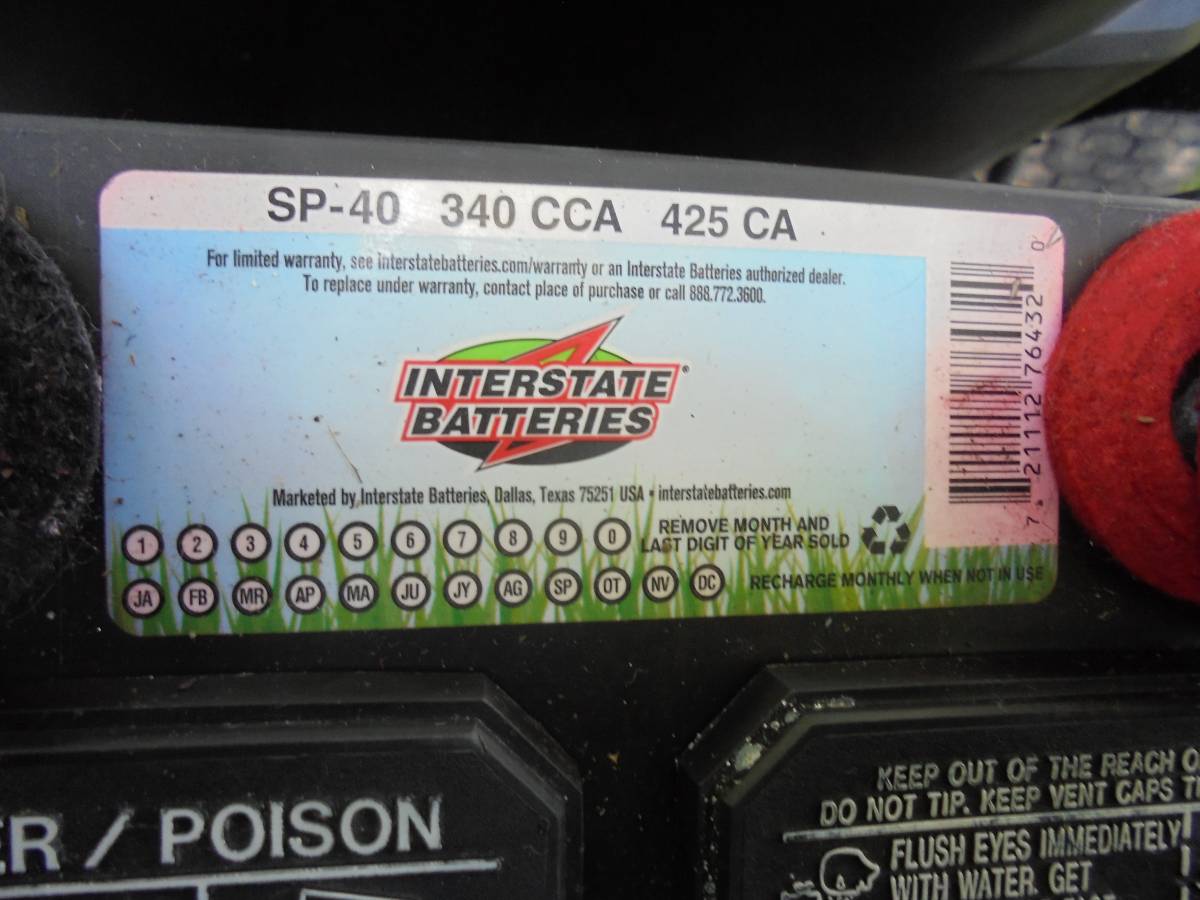 SP-40 340 CCA 425 CA
For limited warranty, see interstatebatteries.com/warranty or an Interstate Batteries authorized dealer.
To replace under warranty, contact place of purchase or call 888.772.3600.
INTERSTATE
BATTERIES
Marketed by Interstate Batteries, Dallas, Texas 75251 USA • interstatebatteries.com
1 2 3 4 5 6 7 8 9 0
REMOVE MONTH AND
LAST DIGIT OF YEAR SOLD
JA FB MR AP MA JU JY AG SP OT NV DC
RECHARGE MONTHLY WHEN NOT IN USE
7 21112 76432 0
ER / POISON
KEEP OUT OF THE REACH O
DO NOT TIP. KEEP VENT CAPS TI
FLUSH EYES IMMEDIATELY
WITH WATER. GET